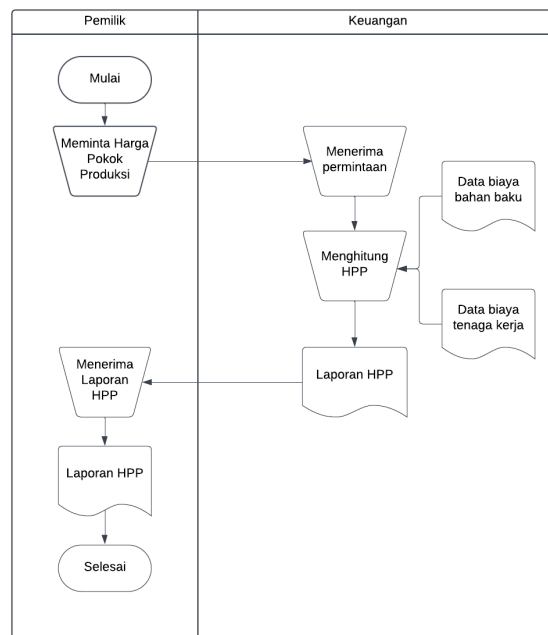 Pemilik
Keuangan
Mulai
Meminta Harga
Pokok
Produksi
Menerima
permintaan
Data biaya
bahan baku
Menghitung
HPP
Data biaya
tenaga kerja
Menerima
Laporan
HPP
Laporan HPP
Laporan HPP
Selesai